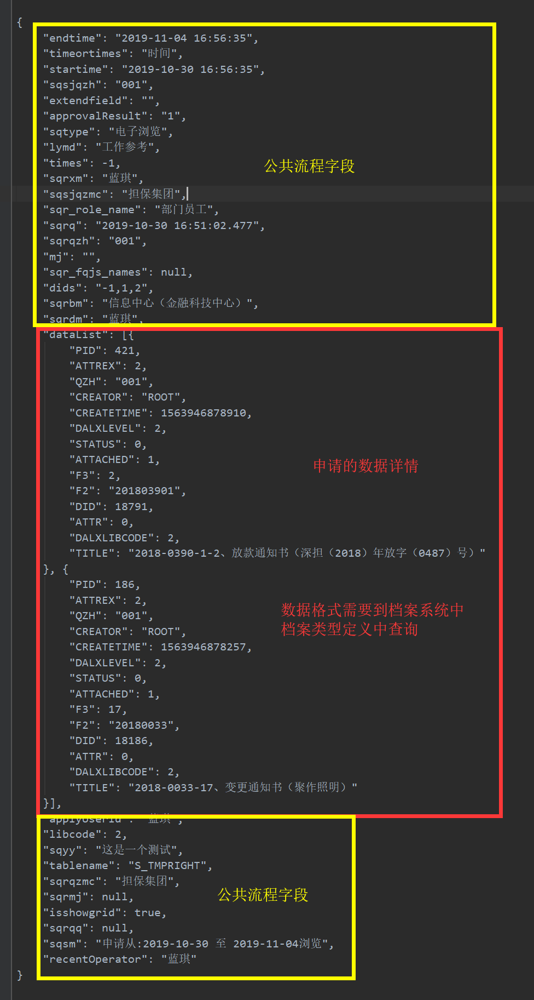 {
"endtime": "2019-11-04 16:56:35",
"timeortimes": "时间",
"startime": "2019-10-30 16:56:35",
"sqsjqzh": "001",
"extendfield": "",
"approvalResult": "1",
"sqtype": "电子浏览",
"lymd": "工作参考",
"times": -1,
公共流程字段
"sqrxm": "蓝琪",
"sqsjqzmc": "担保集团",
"sqr_role_name": "部门员工",
"sqrq": "2019-10-30 16:51:02.477",
"sqrqzh": "001",
"mj": "",
"sqr_fqjs_names": null,
"dids": "-1,1,2",
"sqrbm": "信息中心（金融科技中心）",
"sqrdm": "蓝琪",
"dataList": [{
"PID": 421,
"ATTREX": 2,
"QZH": "001",
"CREATOR": "ROOT",
"CREATETIME": 1563946878910,
"DALXLEVEL": 2,
"STATUS": 0,
"ATTACHED": 1,
申请的数据详情
"F3": 2,
"F2": "201803901",
"DID": 18791,
"ATTR": 0,
"DALXLIBCODE": 2,
"TITLE": "2018-0390-1-2、放款通知书（深担（2018）年放字（0487）号）"
}, {
"PID": 186,
"ATTREX": 2,
"QZH": "001",
数据格式需要到档案系统中
档案类型定义中查询
"CREATOR": "ROOT",
"CREATETIME": 1563946878257,
"DALXLEVEL": 2,
"STATUS": 0,
"ATTACHED": 1,
"F3": 17,
"F2": "20180033",
"DID": 18186,
"ATTR": 0,
"DALXLIBCODE": 2,
"TITLE": "2018-0033-17、变更通知书（聚作照明）"
}],
"applyUserId": "蓝琪",
"libcode": 2,
"sqyy": "这是一个测试",
"tablename": "S_TMPRIGHT",
"sqrqzmc": "担保集团",
"sqrmj": null,
公共流程字段
"isshowgrid": true,
"sqrqq": null,
"sqsm": "申请从:2019-10-30 至 2019-11-04浏览",
"recentOperator": "蓝琪"
}